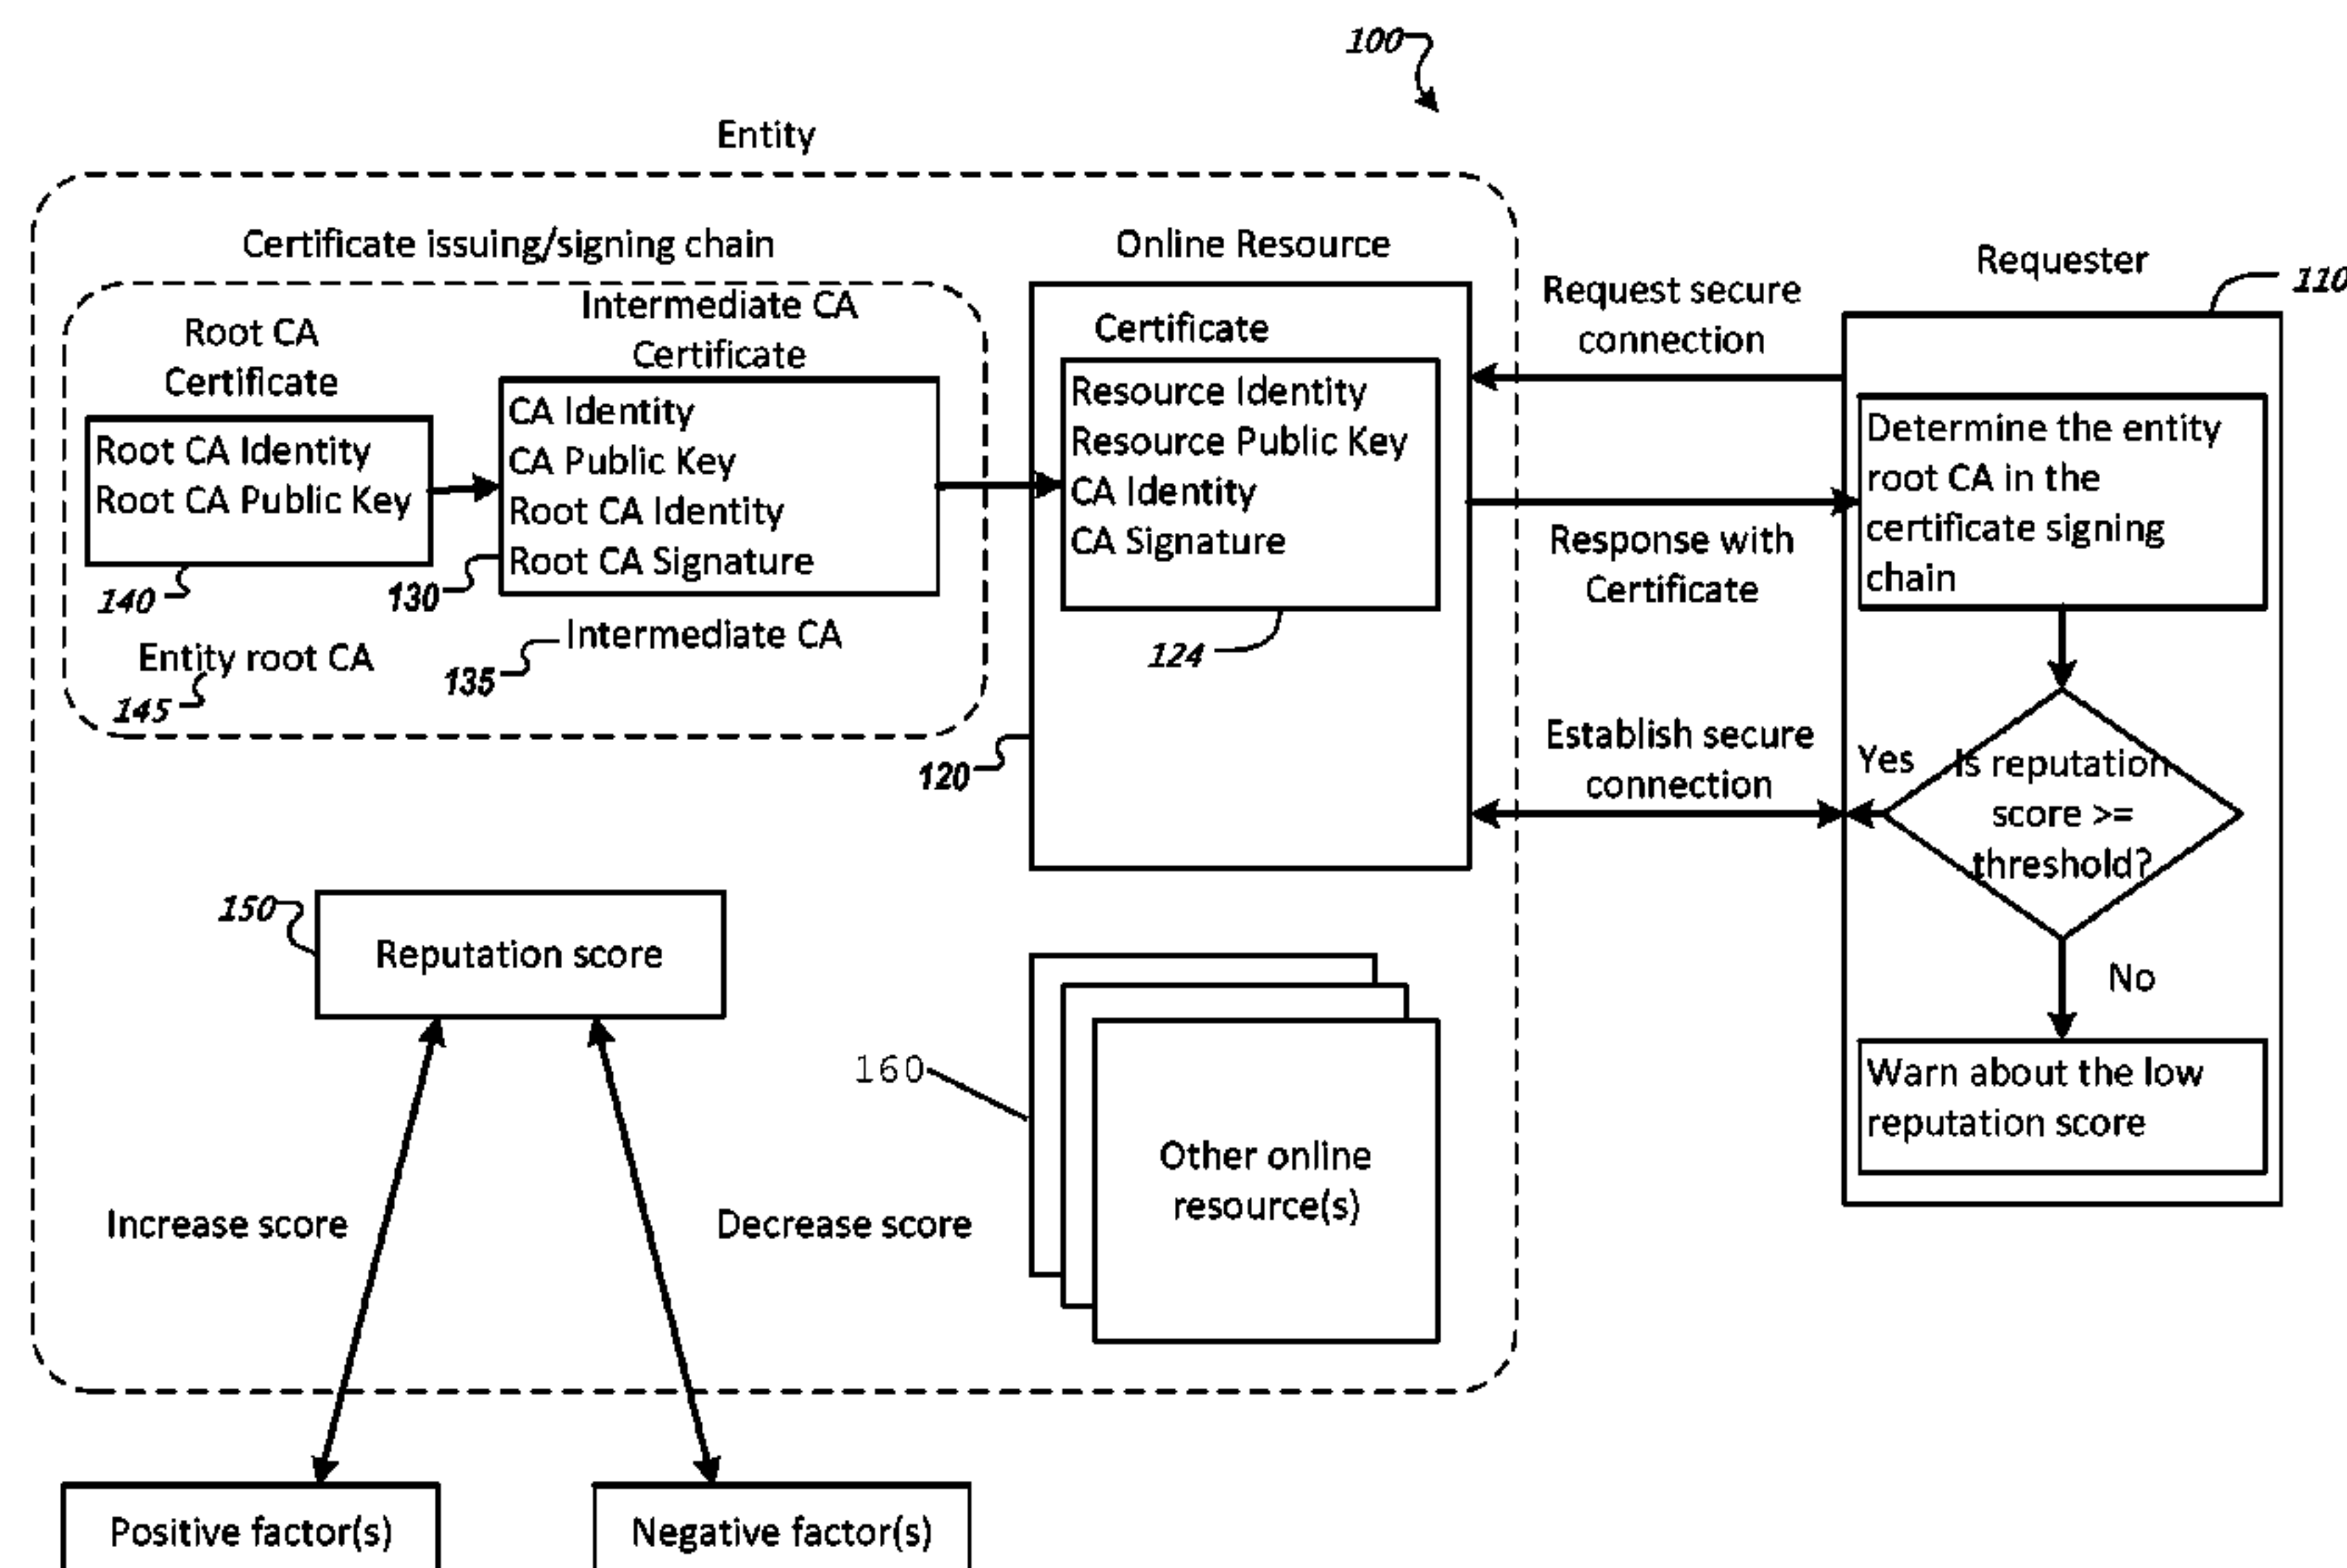 100
Entity
Certificate issuing/signing chain
Online Resource
Requester
110
Root CA
Certificate
Root CA Identity
Root CA Public Key
140
Entity root CA
145
Intermediate CA
Certificate
CA Identity
CA Public Key
Root CA Identity
Root CA Signature
130
Intermediate CA
135
Certificate
Resource Identity
Resource Public Key
CA Identity
CA Signature
124
120
Request secure
connection
Response with
Certificate
Establish secure
connection
Determine the entity
root CA in the
certificate signing
chain
Yes
Is reputation
score >=
threshold?
No
Warn about the low
reputation score
150
Reputation score
160
Other online
resource(s)
Increase score
Decrease score
Positive factor(s)
Negative factor(s)